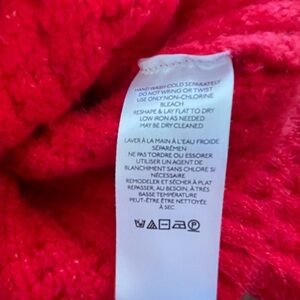 HAND WASH COLD SEPARATELY
DO NOT WRING OR TWIST
USE ONLY NON-CHLORINE
BLEACH
RESHAPE & LAY FLAT TO DRY
LOW IRON AS NEEDED
MAY BE DRY CLEANED
LAVER À LA MAIN À L'EAU FROIDE
SÉPARÉMEN
NE PAS TORDRE OU ESSORER
UTILISER UN AGENT DE
BLANCHIMENT SANS CHLORE SI
NÉCESSAIRE.
REMODELER ET SÉCHER À PLAT
REPASSER, AU BESOIN, À TRÈS
BASSE TEMPÉRATURE
PEUT-ÊTRE ÊTRE NETTOYÉE
À SEC